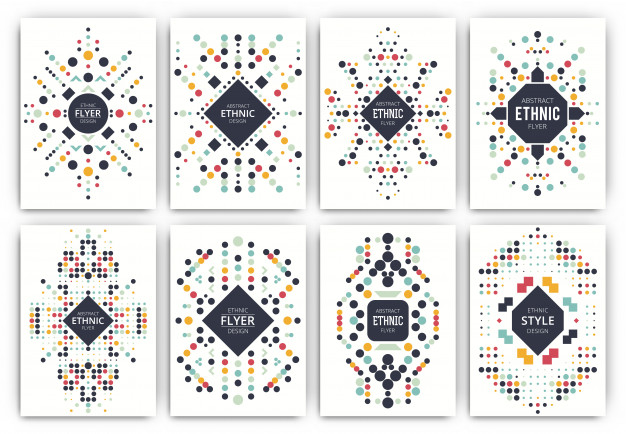 ETHNIC
FLYER
DESIGN
ABSTRACT
ETHNIC
DESIGN
ABSTRACT
ETHNIC
FLYER
ABSTRACT
ETHNIC
FLYER
ABSTRACT
ETHNIC
FLYER
ETHNIC
FLYER
DESIGN
ABSTRACT
ETHNIC
FLYER
ETHNIC
STYLE
DESIGN